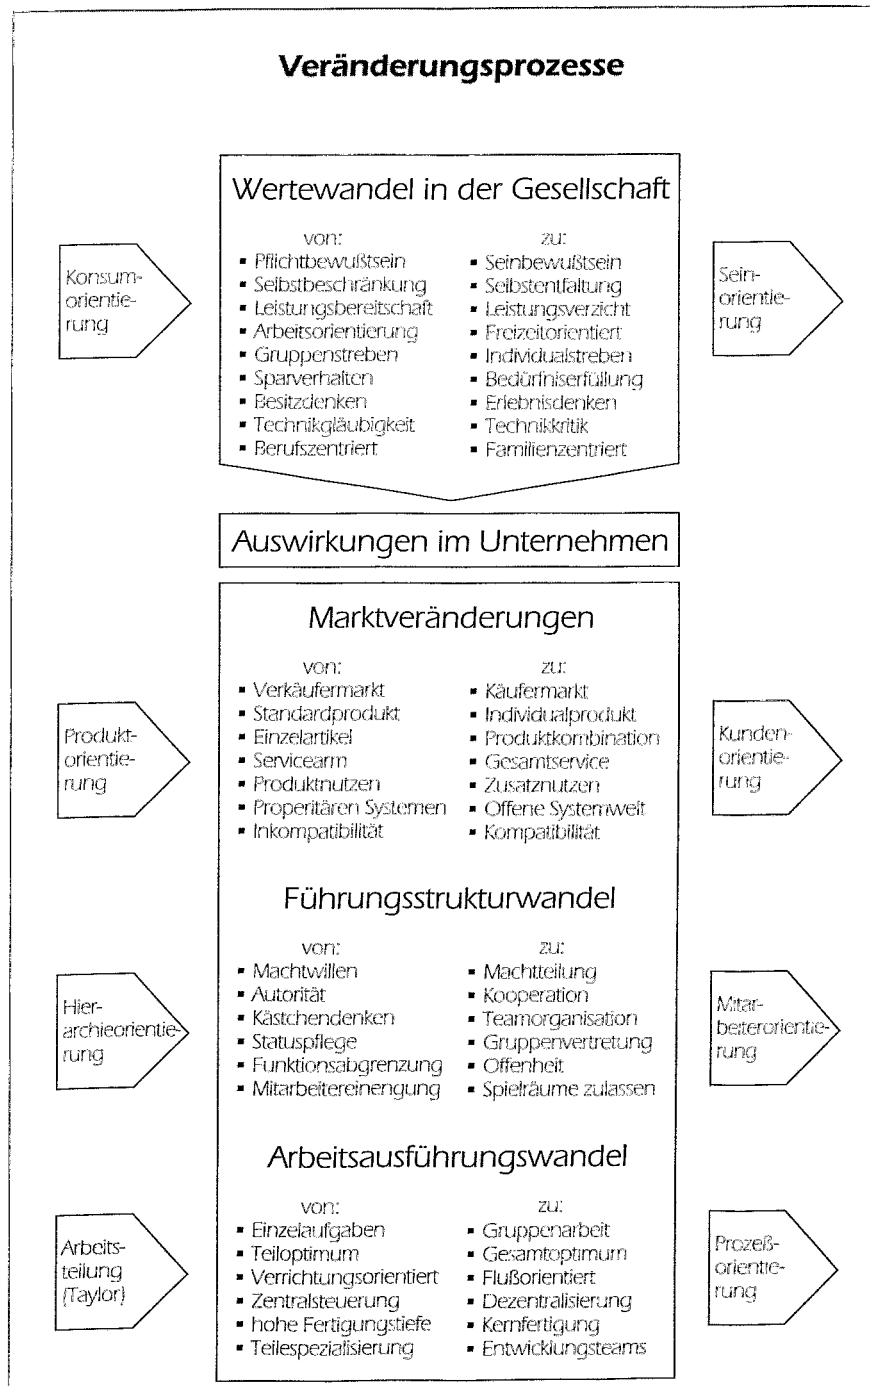 Veränderungsprozesse
Wertewandel in der Gesellschaft
Konsum-
orientie-
rung
von:
▪ Pflichtbewußtsein
▪ Selbstbeschränkung
▪ Leistungsbereitschaft
▪ Arbeitsorientierung
▪ Gruppenstreben
▪ Sparverhalten
▪ Besitzdenken
▪ Technikgläubigkeit
▪ Berufszentriert
zu:
▪ Seinbewußtsein
▪ Selbstentfaltung
▪ Leistungsverzicht
▪ Freizeitorientiert
▪ Individualstreben
▪ Bedürfniserfüllung
▪ Erlebnisdenken
▪ Technikkritik
▪ Familienzentriert
Sein-
orientie-
rung
Auswirkungen im Unternehmen
Marktveränderungen
Produkt-
orientie-
rung
von:
▪ Verkäufermarkt
▪ Standardprodukt
▪ Einzelartikel
▪ Servicearm
▪ Produktnutzen
▪ Properitären Systemen
▪ Inkompatibilität
zu:
▪ Käufermarkt
▪ Individualprodukt
▪ Produktkombination
▪ Gesamtservice
▪ Zusatznutzen
▪ Offene Systemwelt
▪ Kompatibilität
Kunden-
orientie-
rung
Führungsstrukturwandel
Hier-
archieorientie-
rung
von:
▪ Machtwillen
▪ Autorität
▪ Kästchendenken
▪ Statuspflege
▪ Funktionsabgrenzung
▪ Mitarbeitereinengung
zu:
▪ Machtteilung
▪ Kooperation
▪ Teamorganisation
▪ Gruppenvertretung
▪ Offenheit
▪ Spielräume zulassen
Mitar-
beiterorientie-
rung
Arbeitsausführungswandel
Arbeits-
teilung
(Taylor)
von:
▪ Einzelaufgaben
▪ Teiloptimum
▪ Verrichtungsorientiert
▪ Zentralsteuerung
▪ hohe Fertigungstiefe
▪ Teilespezialisierung
zu:
▪ Gruppenarbeit
▪ Gesamtoptimum
▪ Flußorientiert
▪ Dezentralisierung
▪ Kernfertigung
▪ Entwicklungsteams
Prozeß-
orientie-
rung